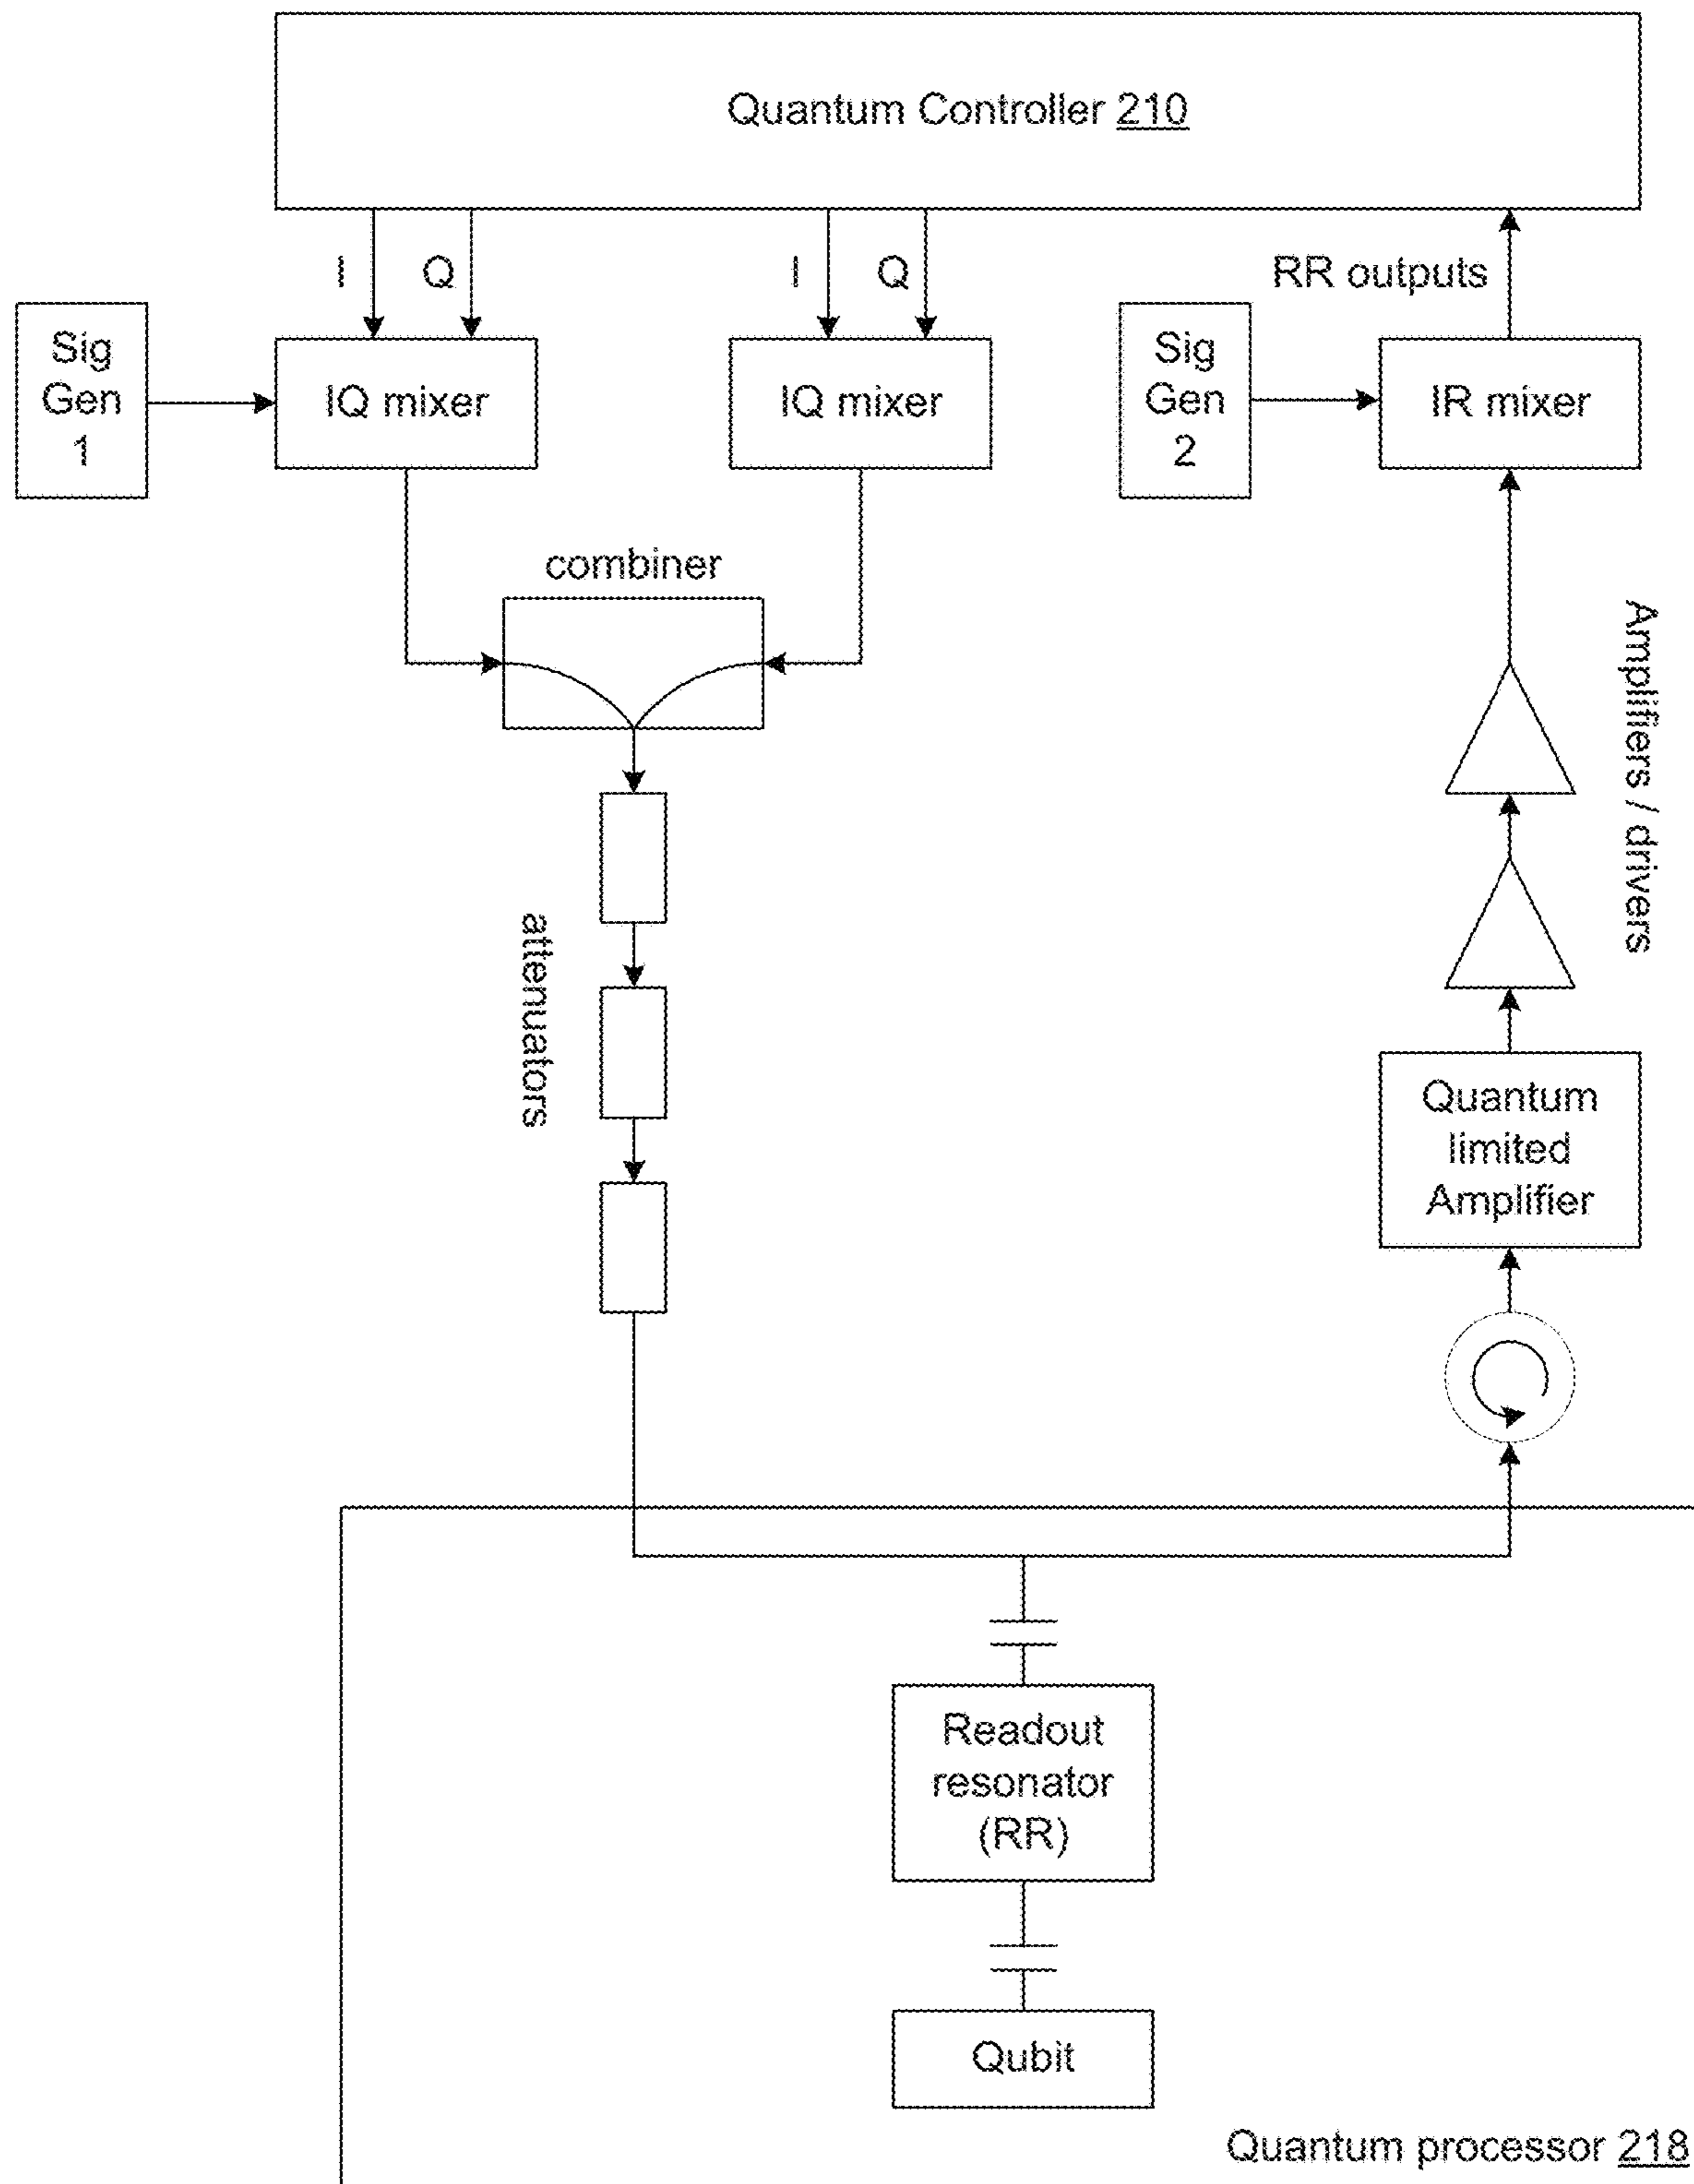 Quantum Controller 210
I
Q
I
Q
RR outputs
Sig
Gen
1
IQ mixer
IQ mixer
Sig
Gen
2
IR mixer
combiner
Amplifiers / drivers
attenuators
Quantum
limited
Amplifier
Readout
resonator
(RR)
Qubit
Quantum processor 218